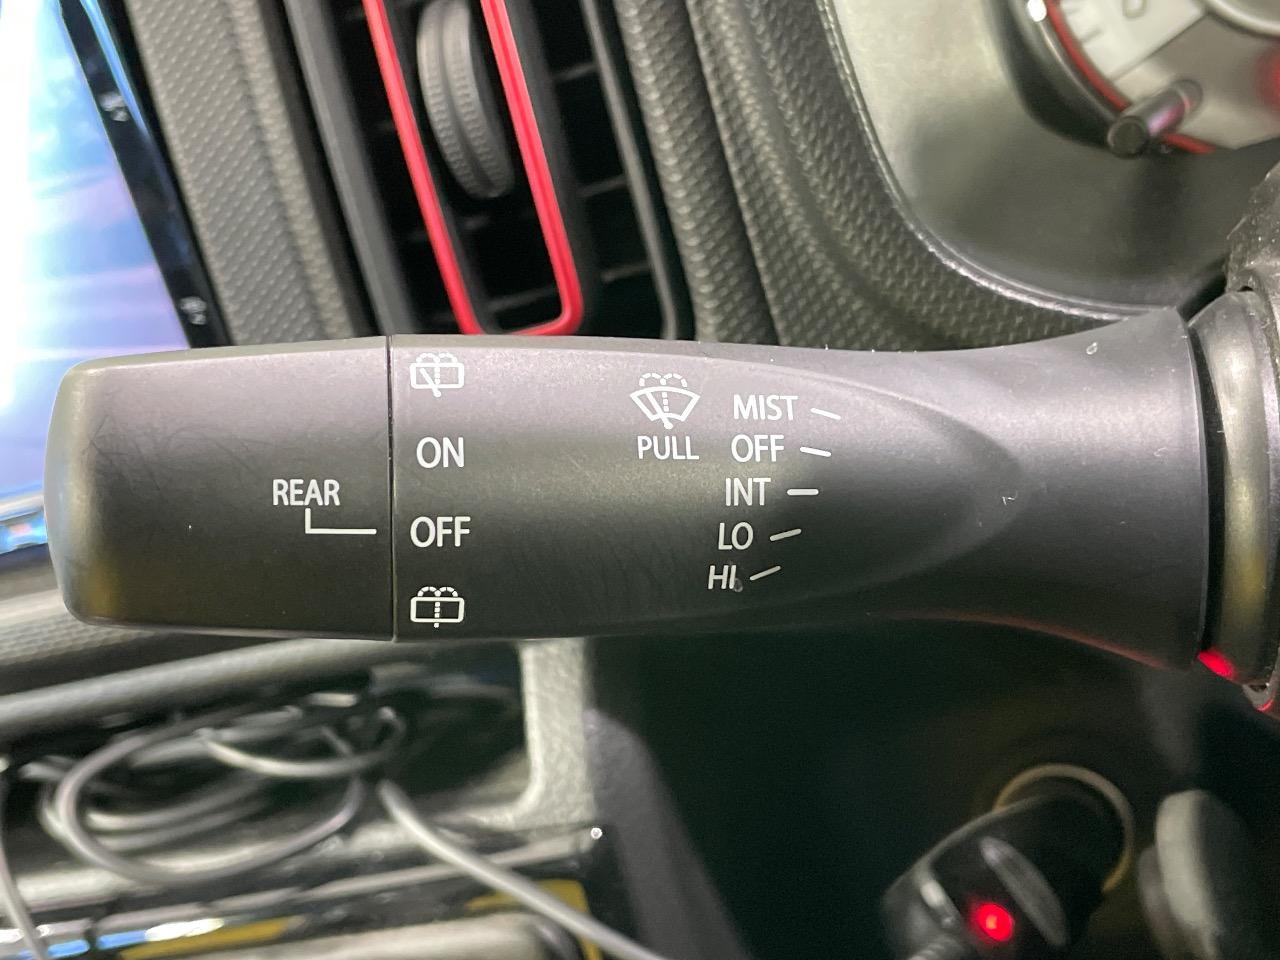 ON
REAR
OFF
PULL
MIST
OFF
INT
LO
HI